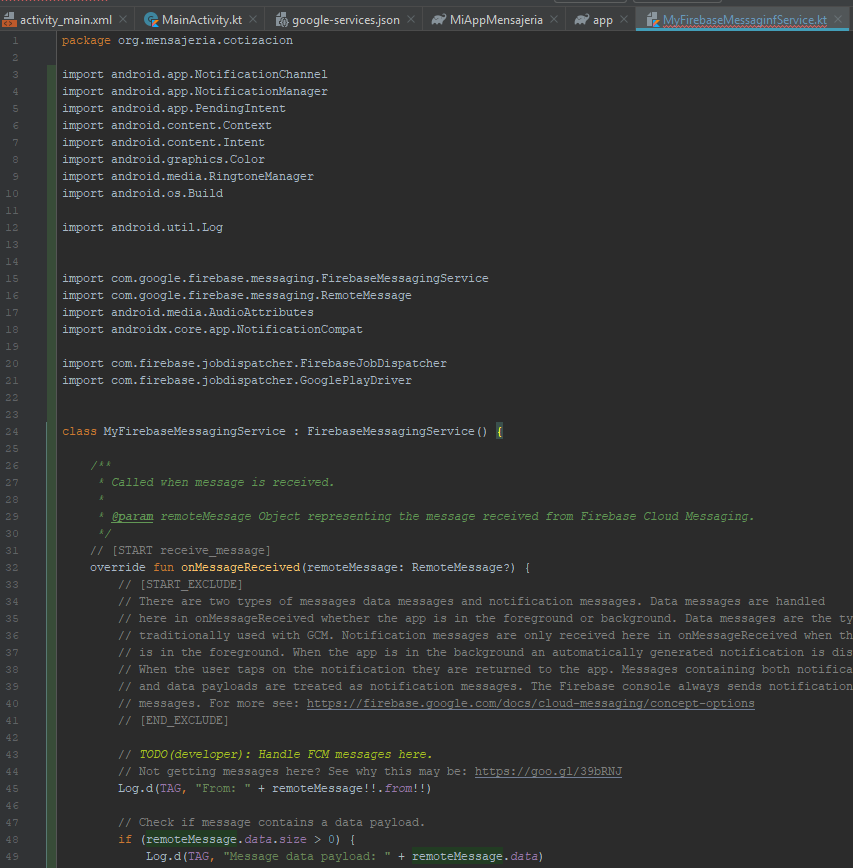 activity_main.xml MainActivity.kt google-services.json MiAppMensajeria app MyFirebaseMessaginfService.kt
1 package org.mensajeria.cotizacion
2
3 import android.app.NotificationChannel
4 import android.app.NotificationManager
5 import android.app.PendingIntent
6 import android.content.Context
7 import android.content.Intent
8 import android.graphics.Color
9 import android.media.RingtoneManager
10 import android.os.Build
11
12 import android.util.Log
13
14
15 import com.google.firebase.messaging.FirebaseMessagingService
16 import com.google.firebase.messaging.RemoteMessage
17 import android.media.AudioAttributes
18 import androidx.core.app.NotificationCompat
19
20 import com.firebase.jobdispatcher.FirebaseJobDispatcher
21 import com.firebase.jobdispatcher.GooglePlayDriver
22
23
24 class MyFirebaseMessagingService : FirebaseMessagingService() {
25
26 /**
27 * Called when message is received.
28 *
29 * @param remoteMessage Object representing the message received from Firebase Cloud Messaging.
30 */
31 // [START receive_message]
32 override fun onMessageReceived(remoteMessage: RemoteMessage?) {
33 // [START_EXCLUDE]
34 // There are two types of messages data messages and notification messages. Data messages are handled
35 // here in onMessageReceived whether the app is in the foreground or background. Data messages are the ty
36 // traditionally used with GCM. Notification messages are only received here in onMessageReceived when th
37 // is in the foreground. When the app is in the background an automatically generated notification is dis
38 // When the user taps on the notification they are returned to the app. Messages containing both notifica
39 // and data payloads are treated as notification messages. The Firebase console always sends notification
40 // messages. For more see: https://firebase.google.com/docs/cloud-messaging/concept-options
41 // [END_EXCLUDE]
42
43 // TODO(developer): Handle FCM messages here.
44 // Not getting messages here? See why this may be: https://goo.gl/39bRNJ
45 Log.d(TAG, "From: " + remoteMessage!!.from!!)
46
47 // Check if message contains a data payload.
48 if (remoteMessage.data.size > 0) {
49 Log.d(TAG, "Message data payload: " + remoteMessage.data)